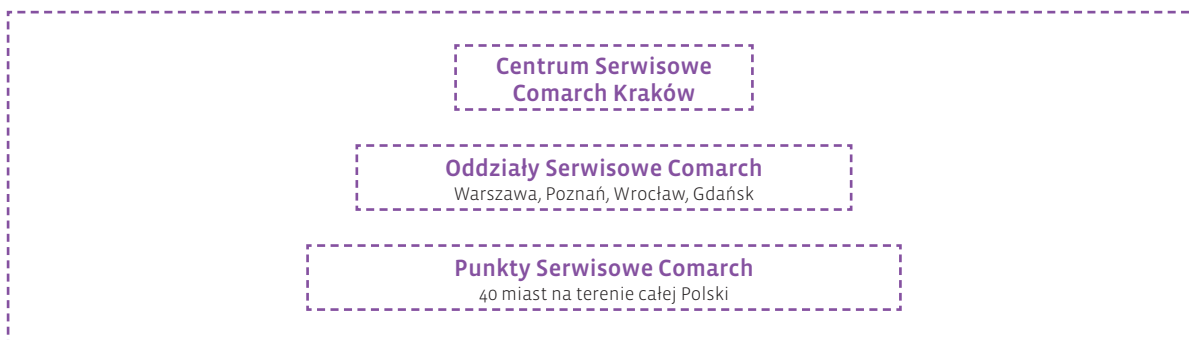 Centrum Serwisowe
Comarch Kraków
Oddziały Serwisowe Comarch
Warszawa, Poznań, Wrocław, Gdańsk
Punkty Serwisowe Comarch
40 miast na terenie całej Polski